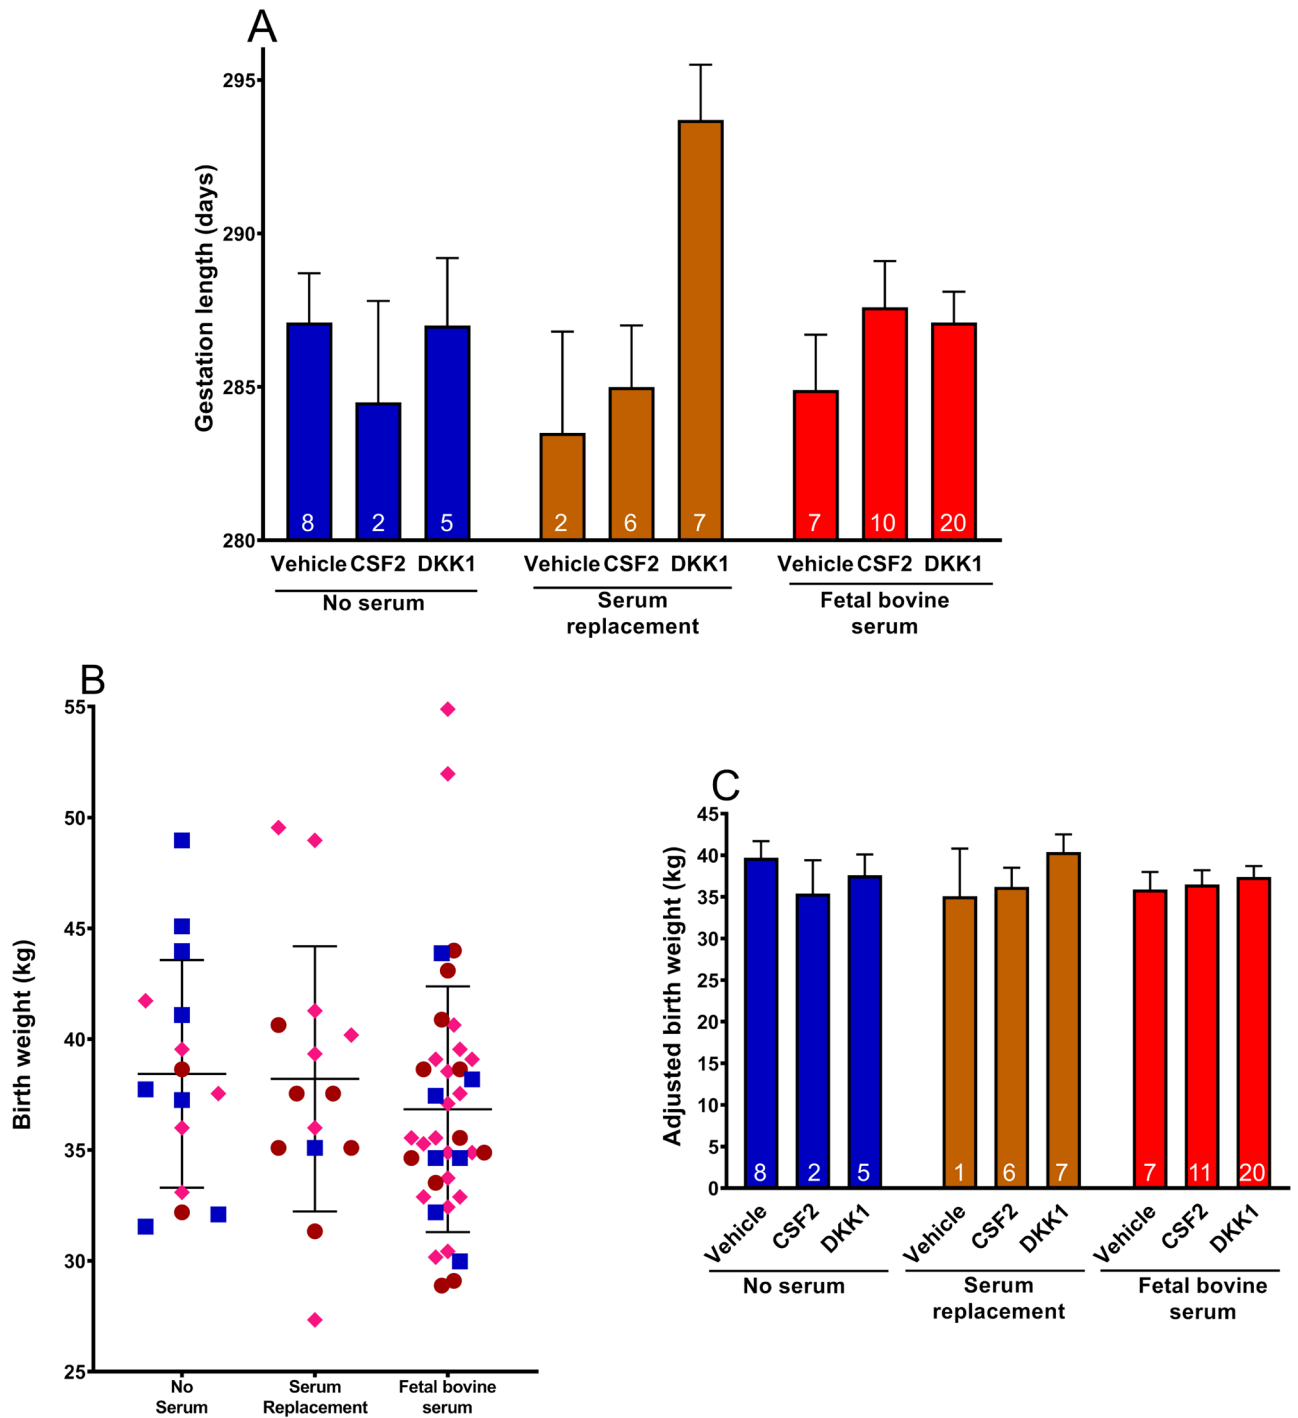 A
Gestation length (days)
295
290
285
280
8
2
5
2
6
7
7
10
20
Vehicle CSF2 DKK1
Vehicle CSF2 DKK1
Vehicle CSF2 DKK1
No serum
Serum
replacement
Fetal bovine
serum
B
Birth weight (kg)
55
50
45
40
35
30
25
No
Serum
Serum
Replacement
Fetal bovine
serum
C
Adjusted birth weight (kg)
45
40
35
30
25
20
15
10
5
0
8
2
5
1
6
7
7
11
20
Vehicle
CSF2
DKK1
Vehicle
CSF2
DKK1
Vehicle
CSF2
DKK1
No serum
Serum
replacement
Fetal bovine
serum